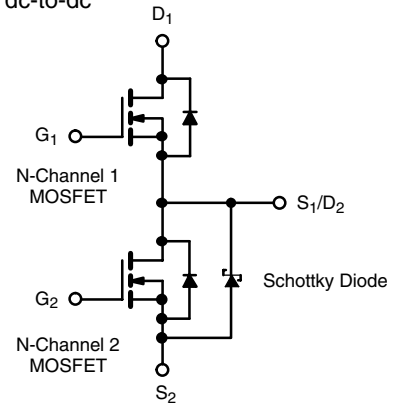 dc-to-dc
D1
G1
N-Channel 1
MOSFET
S1/D2
G2
Schottky Diode
N-Channel 2
MOSFET
S2